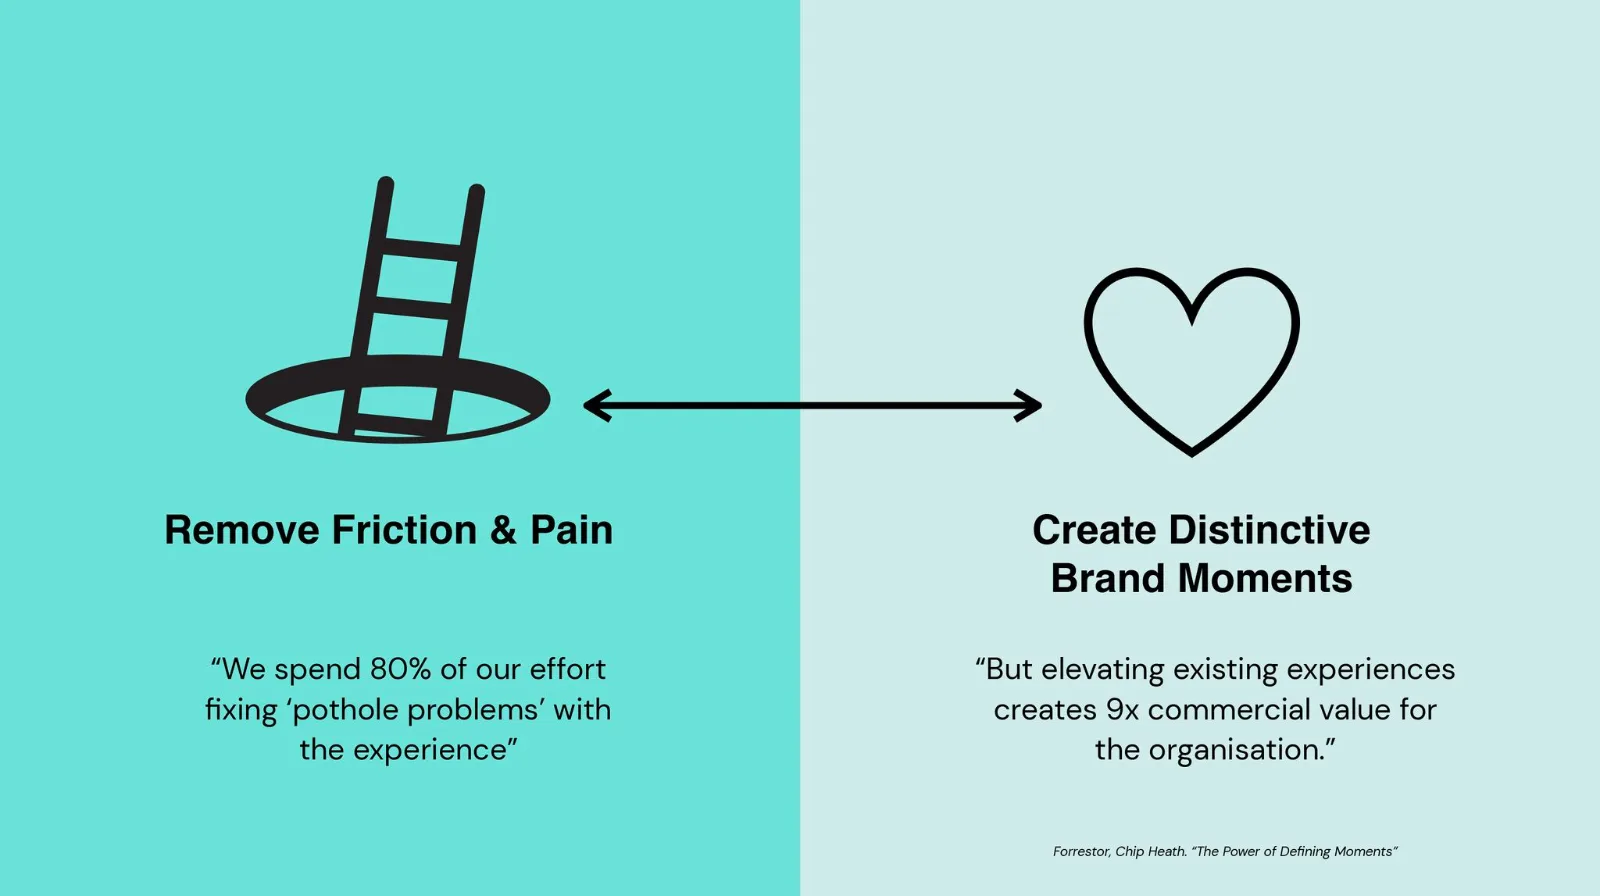 Remove Friction & Pain
“We spend 80% of our effort
fixing ‘pothole problems’ with
the experience”
Create Distinctive
Brand Moments
“But elevating existing experiences
creates 9x commercial value for
the organisation.”
Forrestor, Chip Heath. “The Power of Defining Moments”